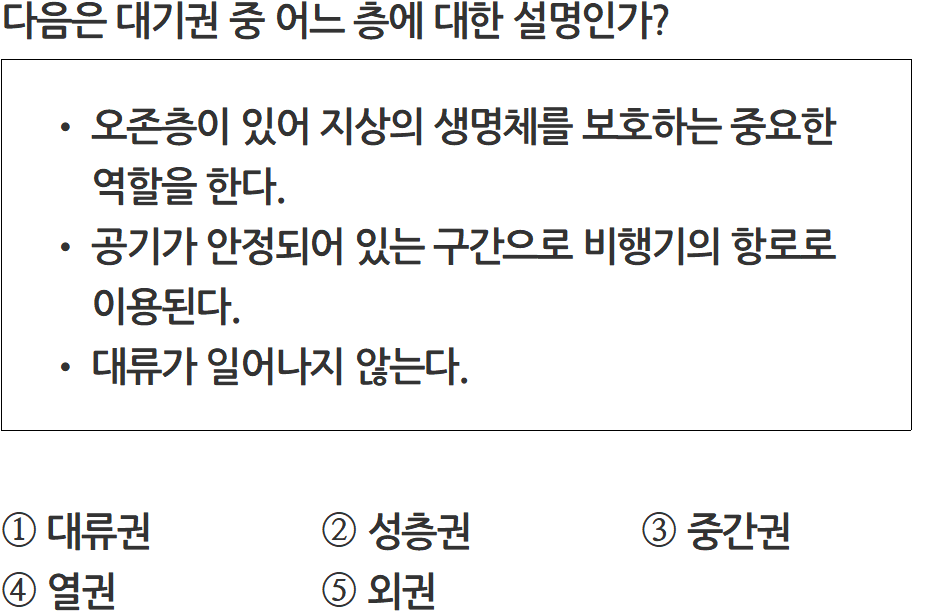 다음은 대기권 중 어느 층에 대한 설명인가?
• 오존층이 있어 지상의 생명체를 보호하는 중요한
역할을 한다.
• 공기가 안정되어 있는 구간으로 비행기의 항로로
이용된다.
• 대류가 일어나지 않는다.
① 대류권 ② 성층권 ③ 중간권
④ 열권 ⑤ 외권